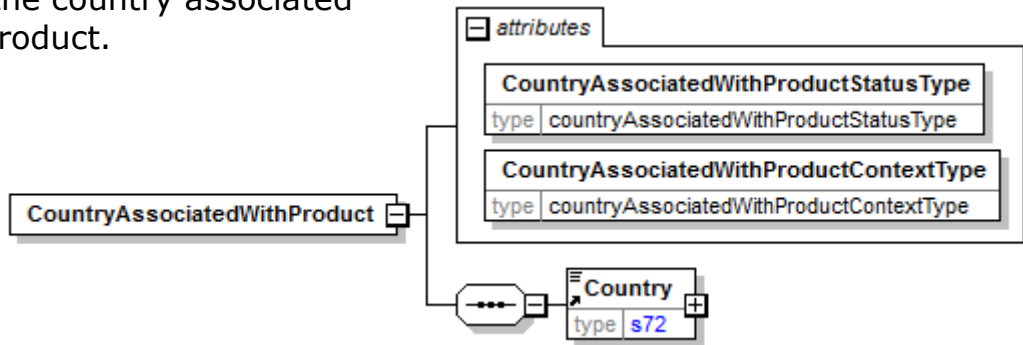 the country associated
roduct.
attributes
CountryAssociatedWithProductStatusType
type countryAssociatedWithProductStatusType
CountryAssociatedWithProductContextType
type countryAssociatedWithProductContextType
CountryAssociatedWithProduct
Country
type s72